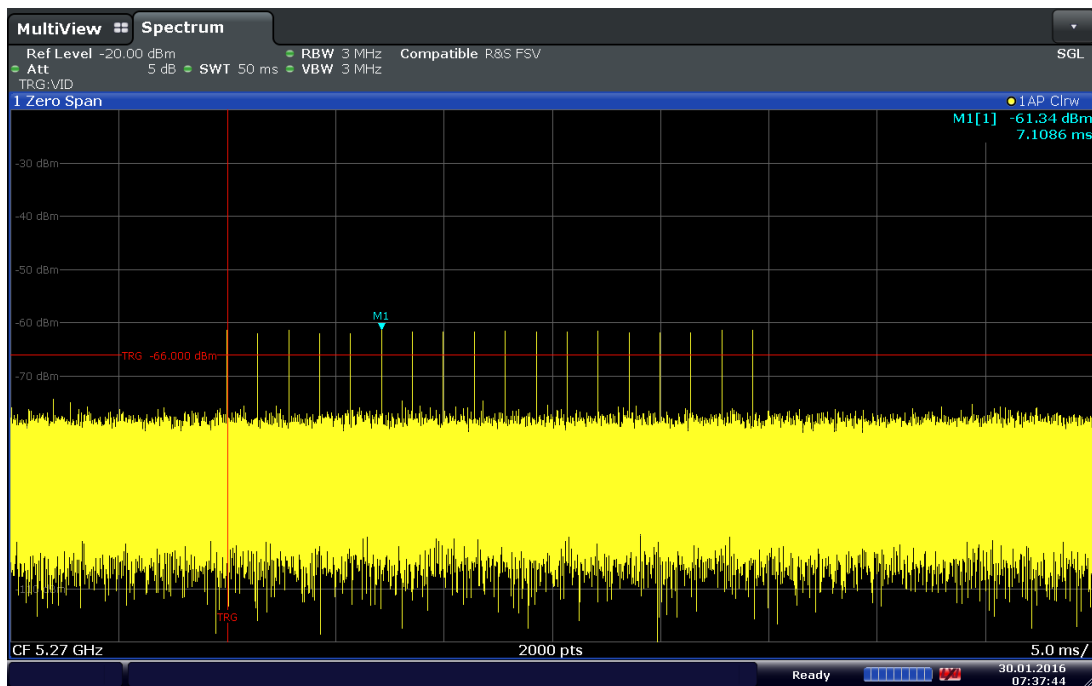 MultiView Spectrum
Ref Level -20.00 dBm RBW 3 MHz Compatible R&S FSV SGL
Att 5 dB SWT 50 ms VBW 3 MHz
TRG:VID
1 Zero Span 1AP Clrw
M1[1] -61.34 dBm
7.1086 ms
-30 dBm
-40 dBm
-50 dBm
M1
-60 dBm
TRG -66.000 dBm
-70 dBm
TRG
CF 5.27 GHz 2000 pts 5.0 ms/
Ready 30.01.2016
07:37:44